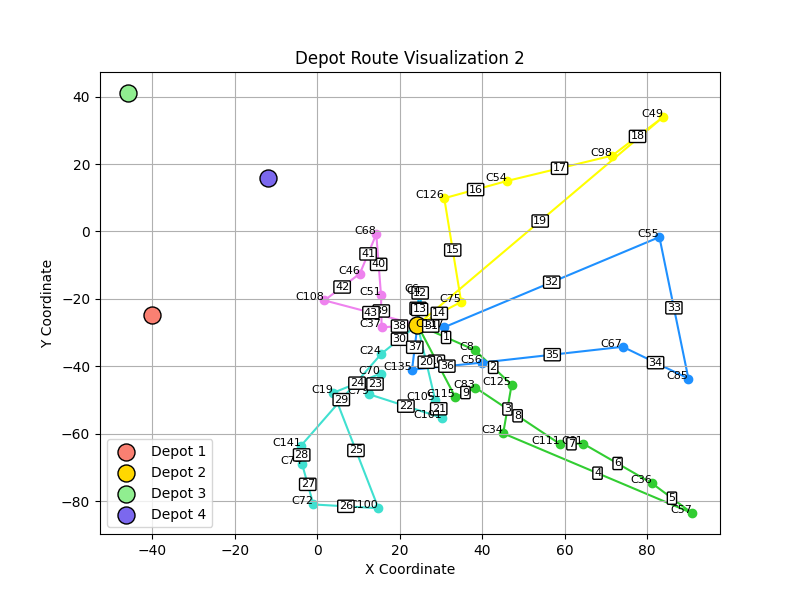 Depot Route Visualization 2
Y Coordinate
40
20
0
−20
−40
−60
−80
C49
18
C98
17
C54
16
C126
19
15
C68
C55
41
40
C46
42
32
C51
C108
12
C75
33
43
13
14
C37
38
1
30
37
C8
C67
C24
C56
2
35
34
20
36
C135
C85
C70
24
23
C125
C19
C83
9
29
C115
C105
22
21
3
8
C101
C34
C141
C111
7
25
28
6
4
27
C36
5
C72
26
C57
Depot 1
Depot 2
Depot 3
Depot 4
−40
−20
0
20
40
60
80
X Coordinate